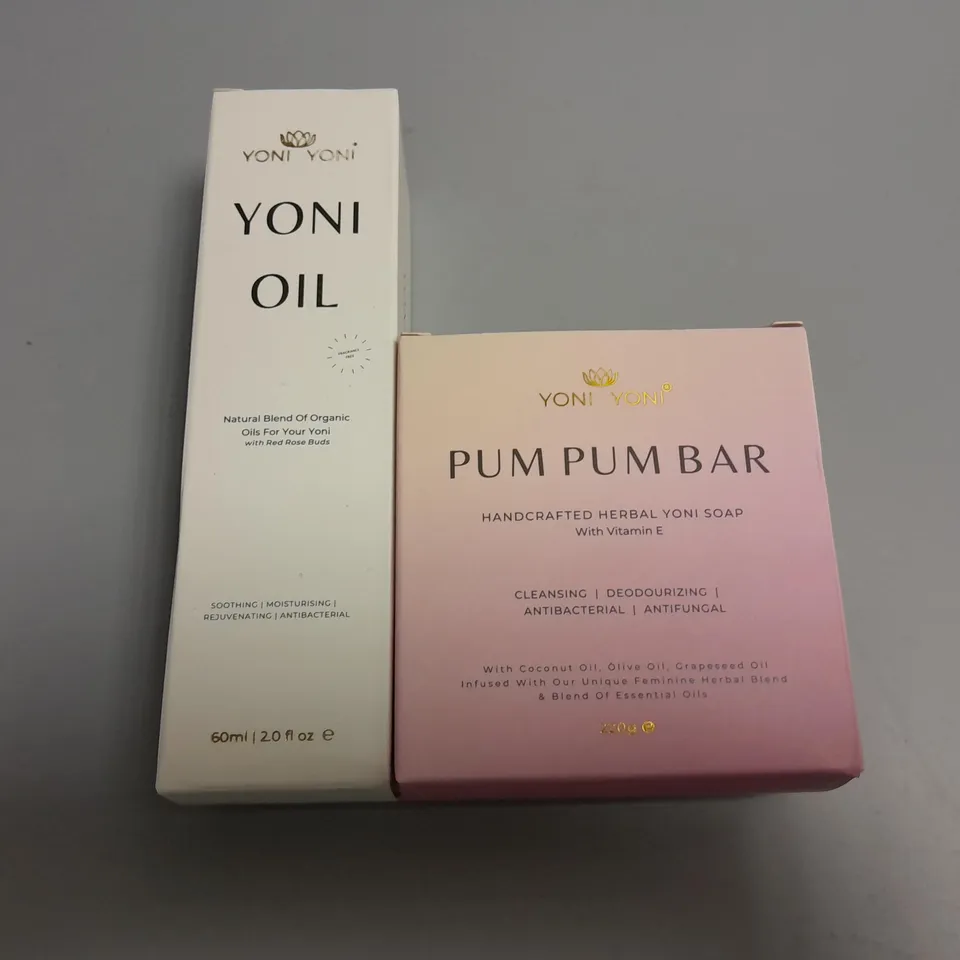 YONI YONI
YONI
OIL
FRAGRANCE
FREE
Natural Blend Of Organic
Oils For Your Yoni
with Red Rose Buds
SOOTHING | MOISTURISING |
REJUVENATING | ANTIBACTERIAL
60ml | 2.0 fl oz ℮
YONI YONI
PUM PUM BAR
HANDCRAFTED HERBAL YONI SOAP
With Vitamin E
CLEANSING | DEODOURIZING |
ANTIBACTERIAL | ANTIFUNGAL
With Coconut Oil, Olive Oil, Grapeseed Oil
Infused With Our Unique Feminine Herbal Blend
& Blend Of Essential Oils
220g ℮